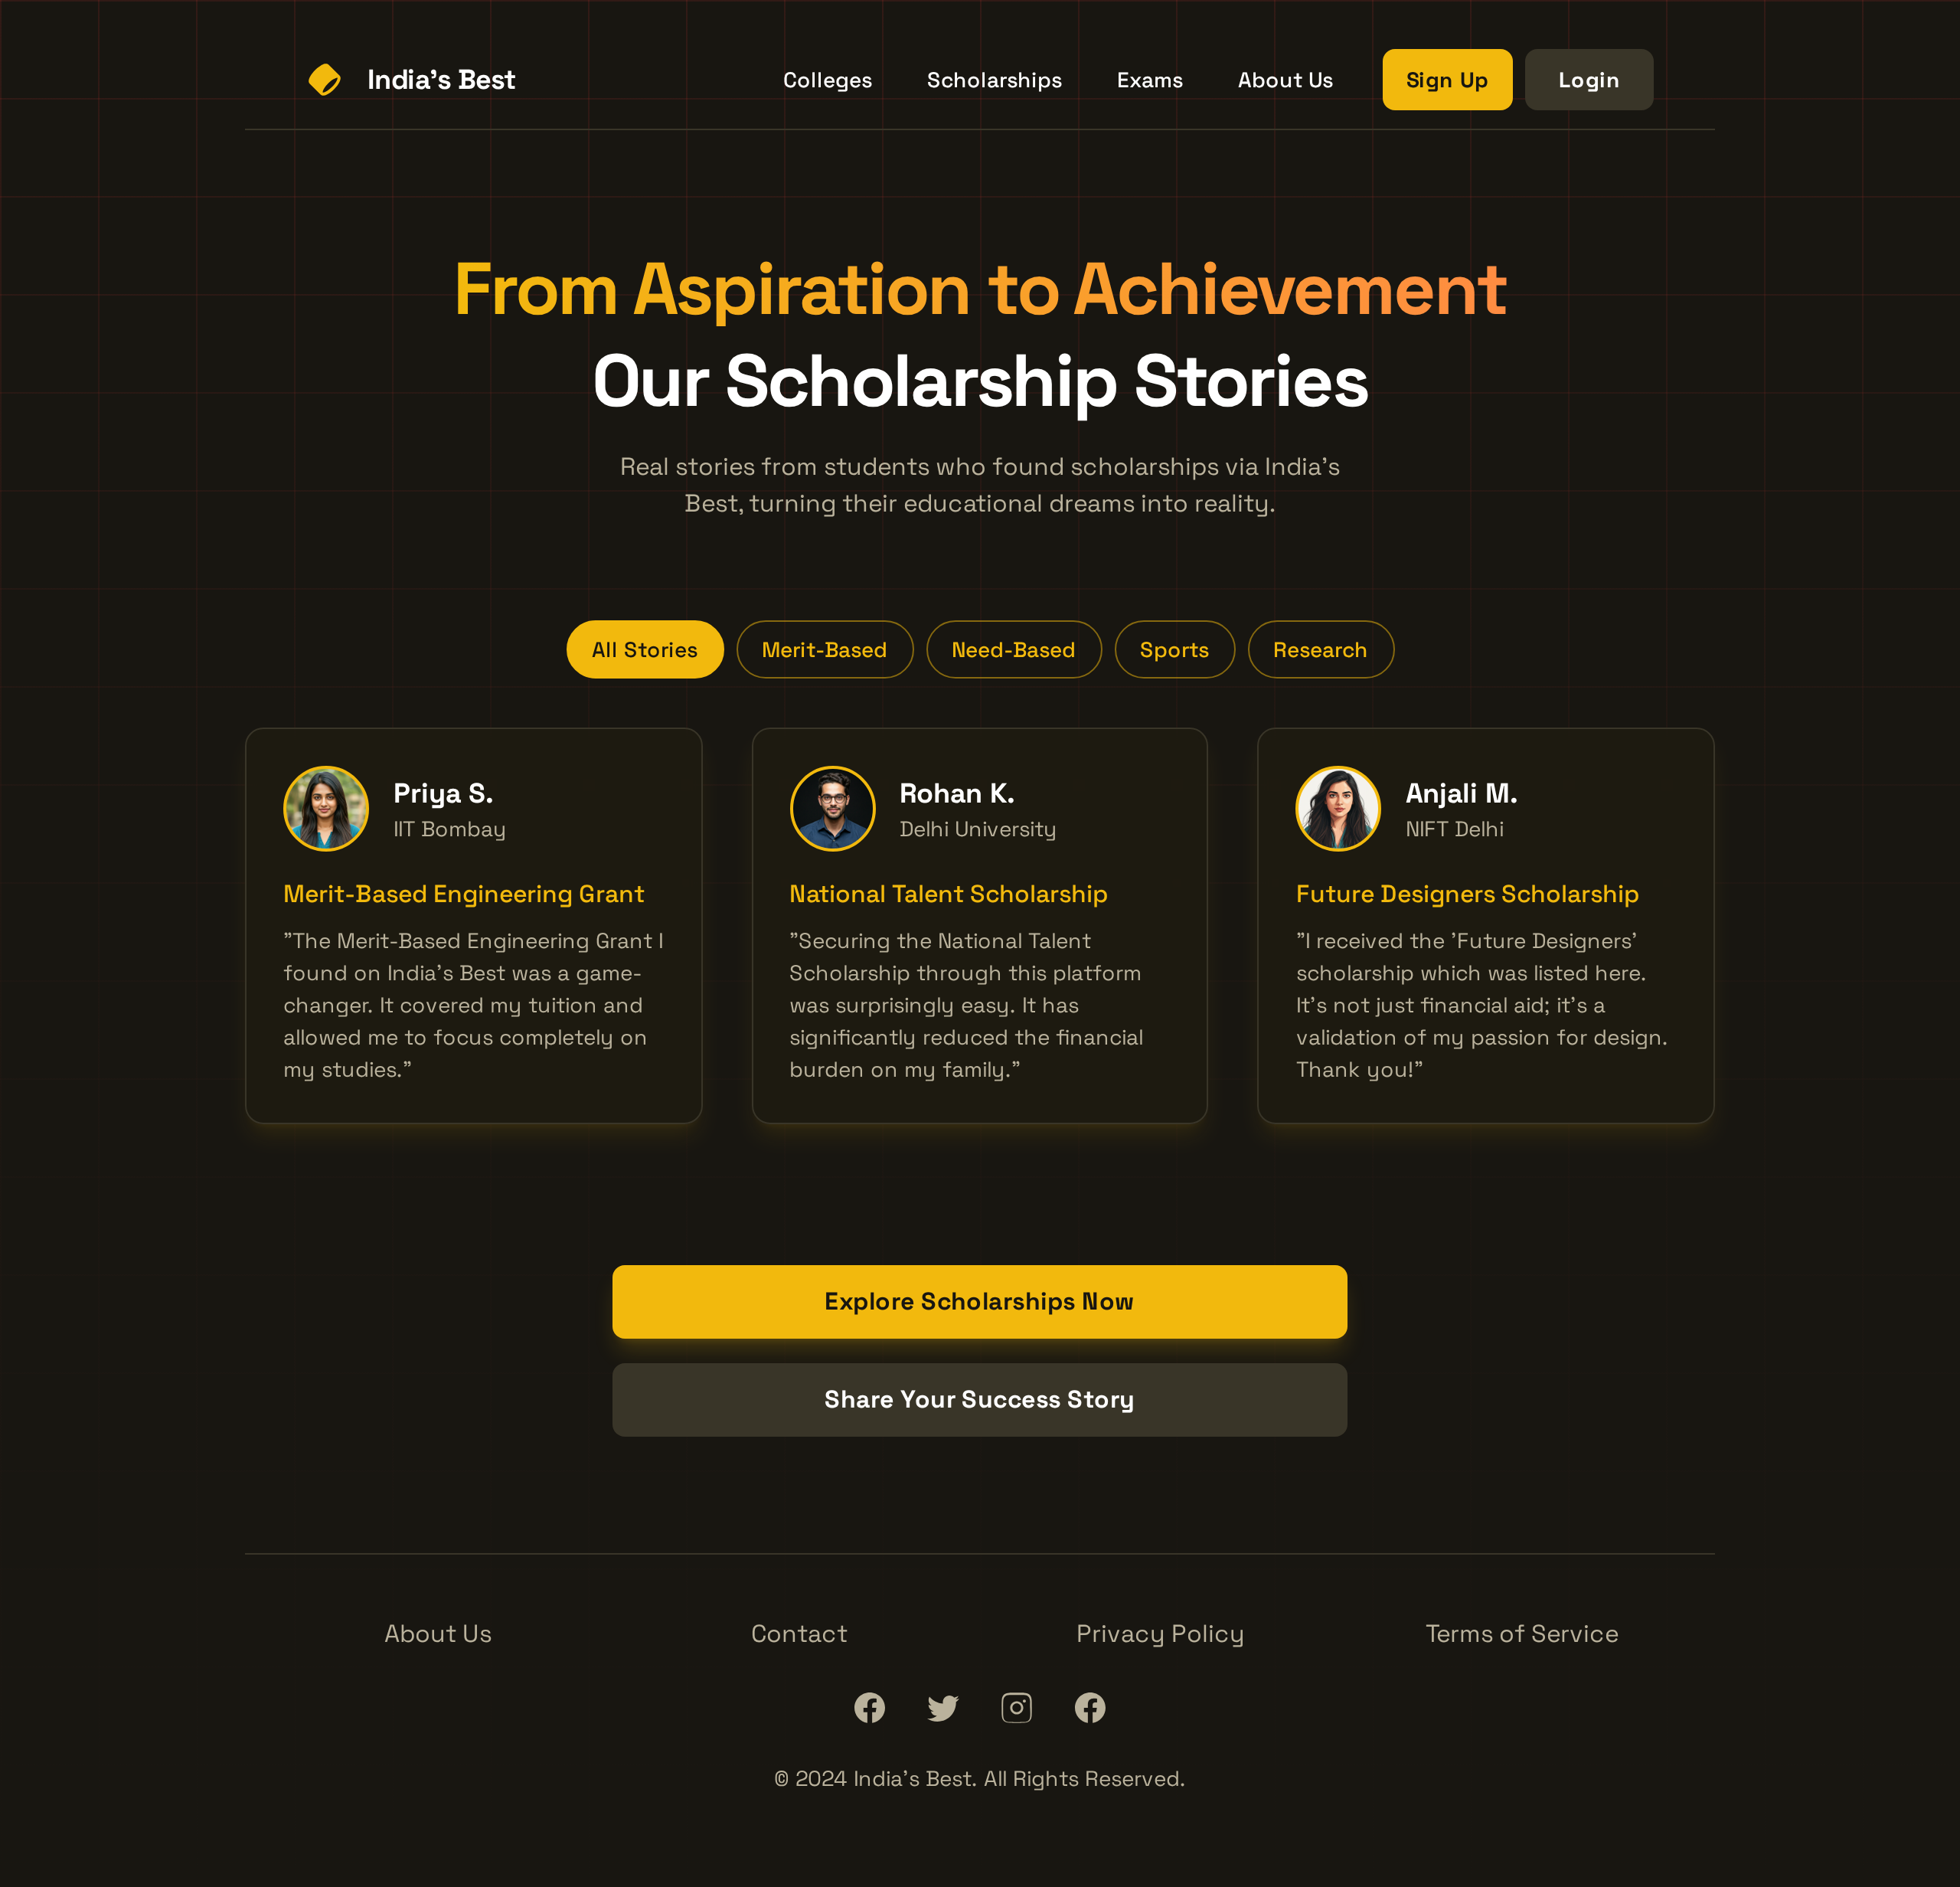 India's Best
Colleges Scholarships Exams About Us Sign Up Login
From Aspiration to Achievement
Our Scholarship Stories
Real stories from students who found scholarships via India's
Best, turning their educational dreams into reality.
All Stories Merit-Based Need-Based Sports Research
Priya S.
IIT Bombay
Merit-Based Engineering Grant
"The Merit-Based Engineering Grant I
found on India's Best was a game-
changer. It covered my tuition and
allowed me to focus completely on
my studies."
Rohan K.
Delhi University
National Talent Scholarship
"Securing the National Talent
Scholarship through this platform
was surprisingly easy. It has
significantly reduced the financial
burden on my family."
Anjali M.
NIFT Delhi
Future Designers Scholarship
"I received the 'Future Designers'
scholarship which was listed here.
It's not just financial aid; it's a
validation of my passion for design.
Thank you!"
Explore Scholarships Now
Share Your Success Story
About Us Contact Privacy Policy Terms of Service
© 2024 India's Best. All Rights Reserved.